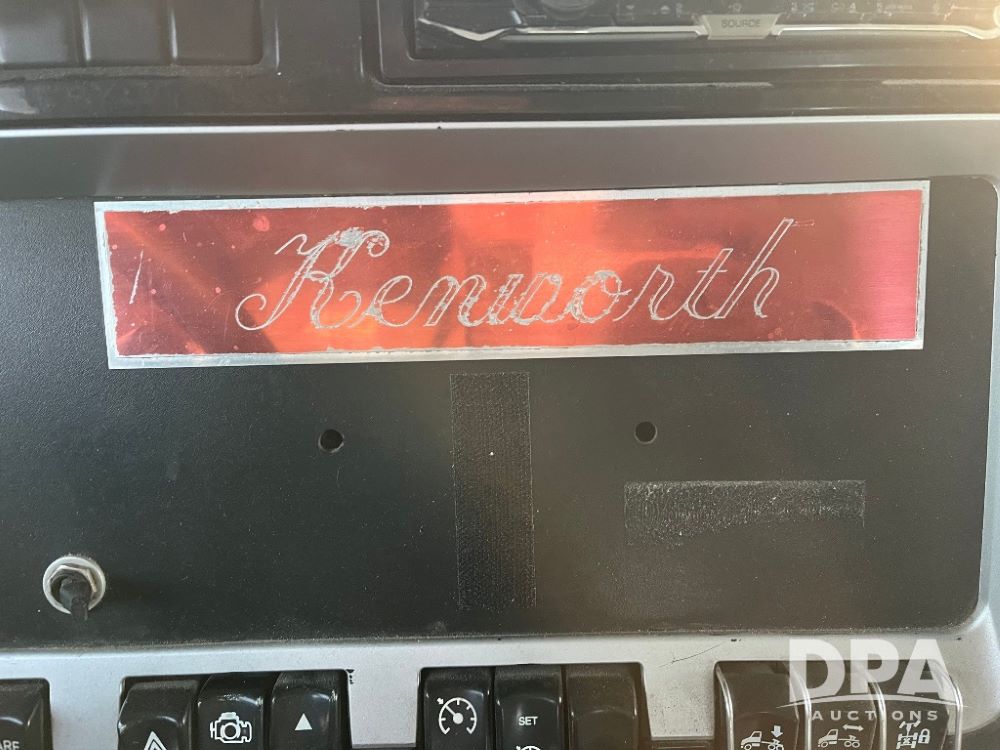 SOURCE
Kenworth
SET
DPA
AUCTIONS